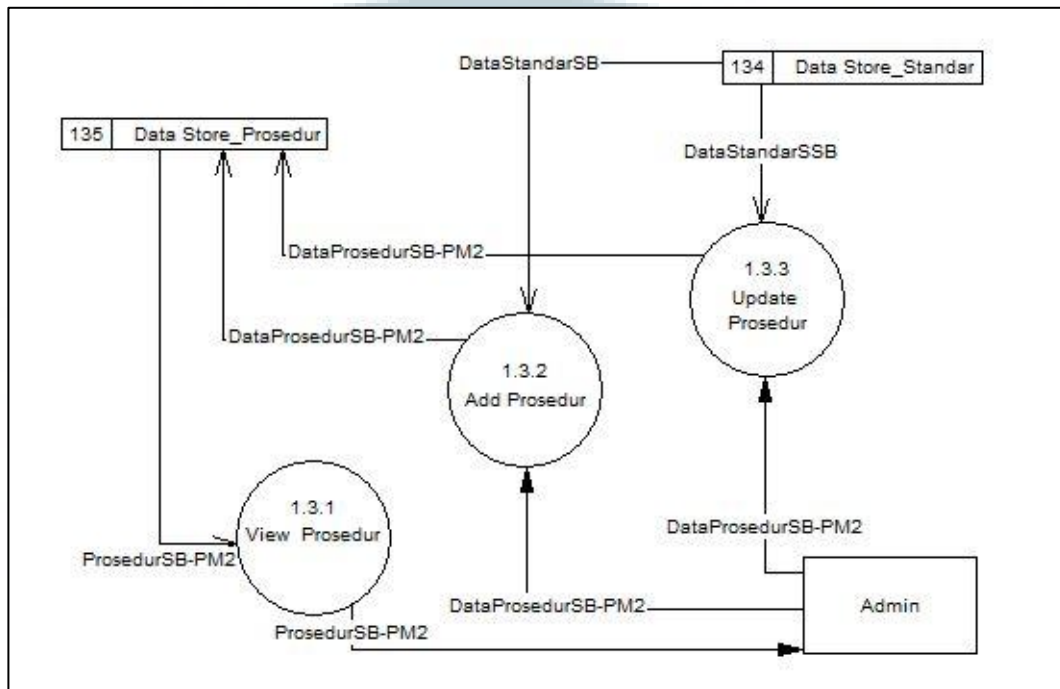 DataStandarSB
134 Data Store_Standar
135 Data Store_Prosedur
DataStandarSSB
DataProsedurSB-PM2
1.3.3
Update
Prosedur
DataProsedurSB-PM2
1.3.2
Add Prosedur
1.3.1
View Prosedur
ProsedurSB-PM2
DataProsedurSB-PM2
DataProsedurSB-PM2
Admin
ProsedurSB-PM2